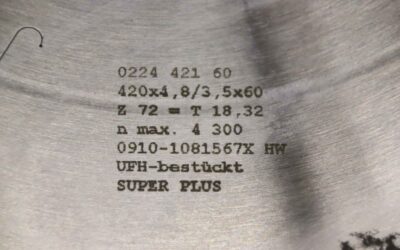 0224 421 60
420x4,8/3,5x60
Z 72 = T 18,32
n max. 4 300
0910-1081567X HW
UFH-bestückt
SUPER PLUS